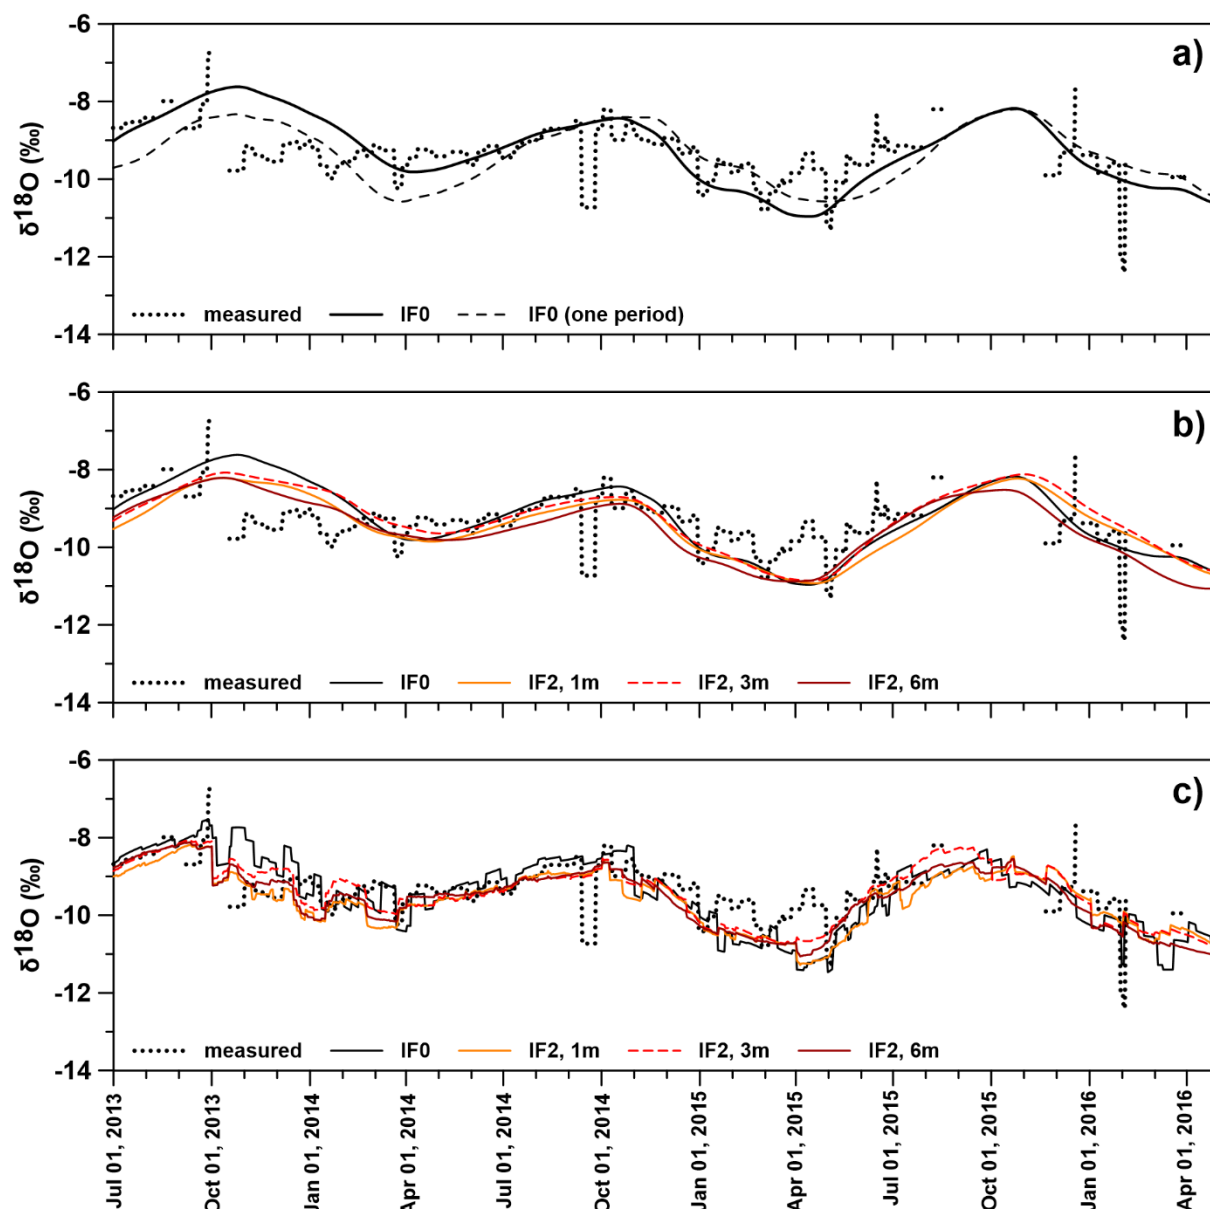 a)
-6
-8
-10
-12
-14
δ18O (‰)
measured IF0 IF0 (one period)
b)
-6
-8
-10
-12
-14
δ18O (‰)
measured IF0 IF2, 1m IF2, 3m IF2, 6m
c)
-6
-8
-10
-12
-14
δ18O (‰)
measured IF0 IF2, 1m IF2, 3m IF2, 6m
Jul 01, 2013
Oct 01, 2013
Jan 01, 2014
Apr 01, 2014
Jul 01, 2014
Oct 01, 2014
Jan 01, 2015
Apr 01, 2015
Jul 01, 2015
Oct 01, 2015
Jan 01, 2016
Apr 01, 2016